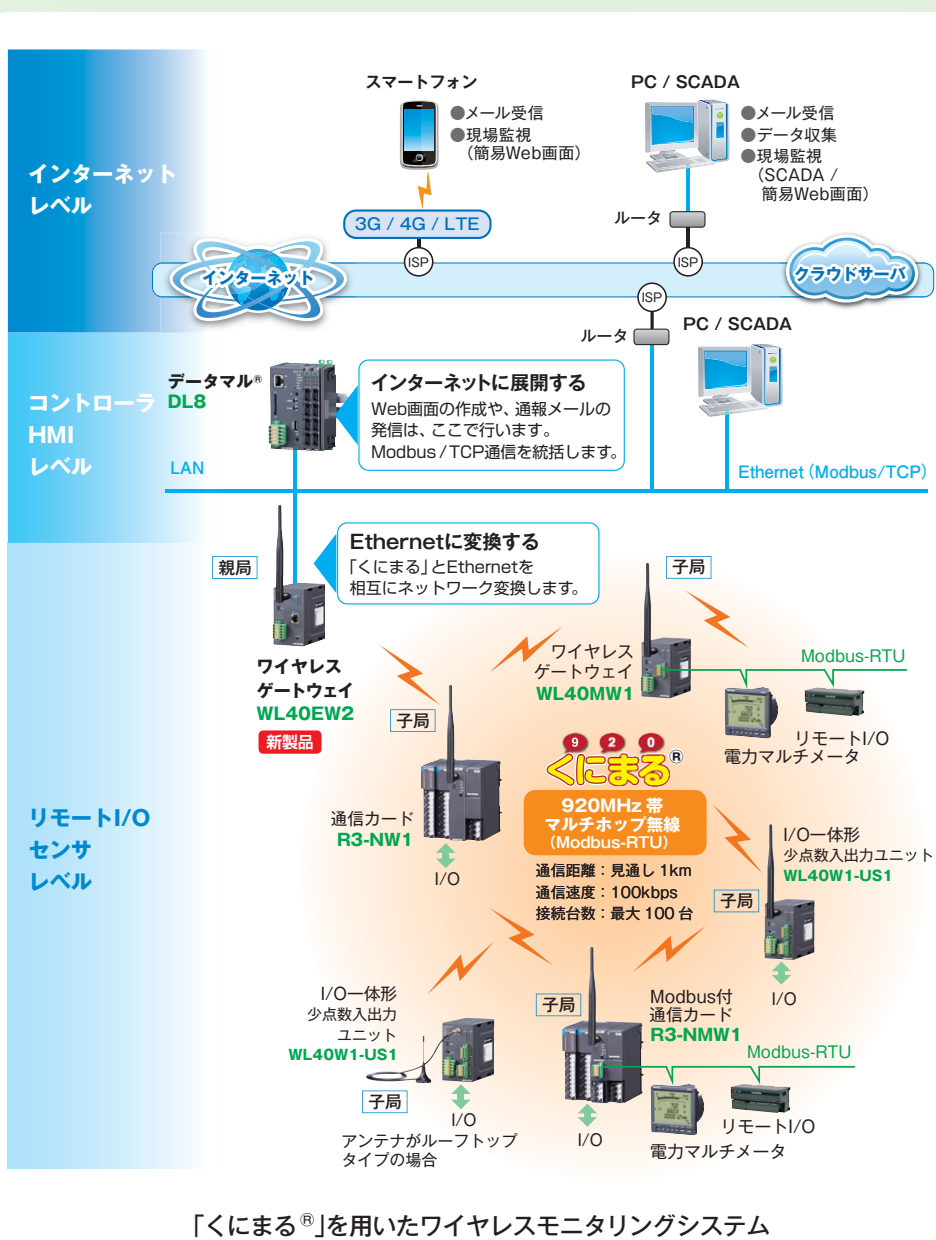 インターネット
レベル
スマートフォン
●メール受信
●現場監視
（簡易Web画面）
PC / SCADA
●メール受信
●データ収集
●現場監視
（SCADA /
簡易Web画面）
3G / 4G / LTE
ルータ
ISP
ISP
インターネット
クラウドサーバ
ISP
ルータ
PC / SCADA
コントローラ
HMI
レベル
データマル®
DL8
インターネットに展開する
Web画面の作成や、通報メールの
発信は、ここで行います。
Modbus / TCP通信を統括します。
LAN
Ethernet（Modbus/TCP）
リモートI/O
センサ
レベル
親局
Ethernetに変換する
「くにまる」とEthernetを
相互にネットワーク変換します。
ワイヤレス
ゲートウェイ
WL40EW2
新製品
子局
ワイヤレス
ゲートウェイ
WL40MW1
Modbus-RTU
リモートI/O
電力マルチメータ
子局
通信カード
R3-NW1
I/O
9 2 0
くにまる®
920MHz 帯
マルチホップ無線
（Modbus-RTU）
通信距離：見通し 1km
通信速度：100kbps
接続台数：最大 100 台
I/O一体形
少点数入出力ユニット
WL40W1-US1
子局
I/O
I/O一体形
少点数入出力
ユニット
WL40W1-US1
子局
I/O
アンテナがルーフトップ
タイプの場合
子局
Modbus付
通信カード
R3-NMW1
Modbus-RTU
I/O
リモートI/O
電力マルチメータ
「くにまる®」を用いたワイヤレスモニタリングシステム